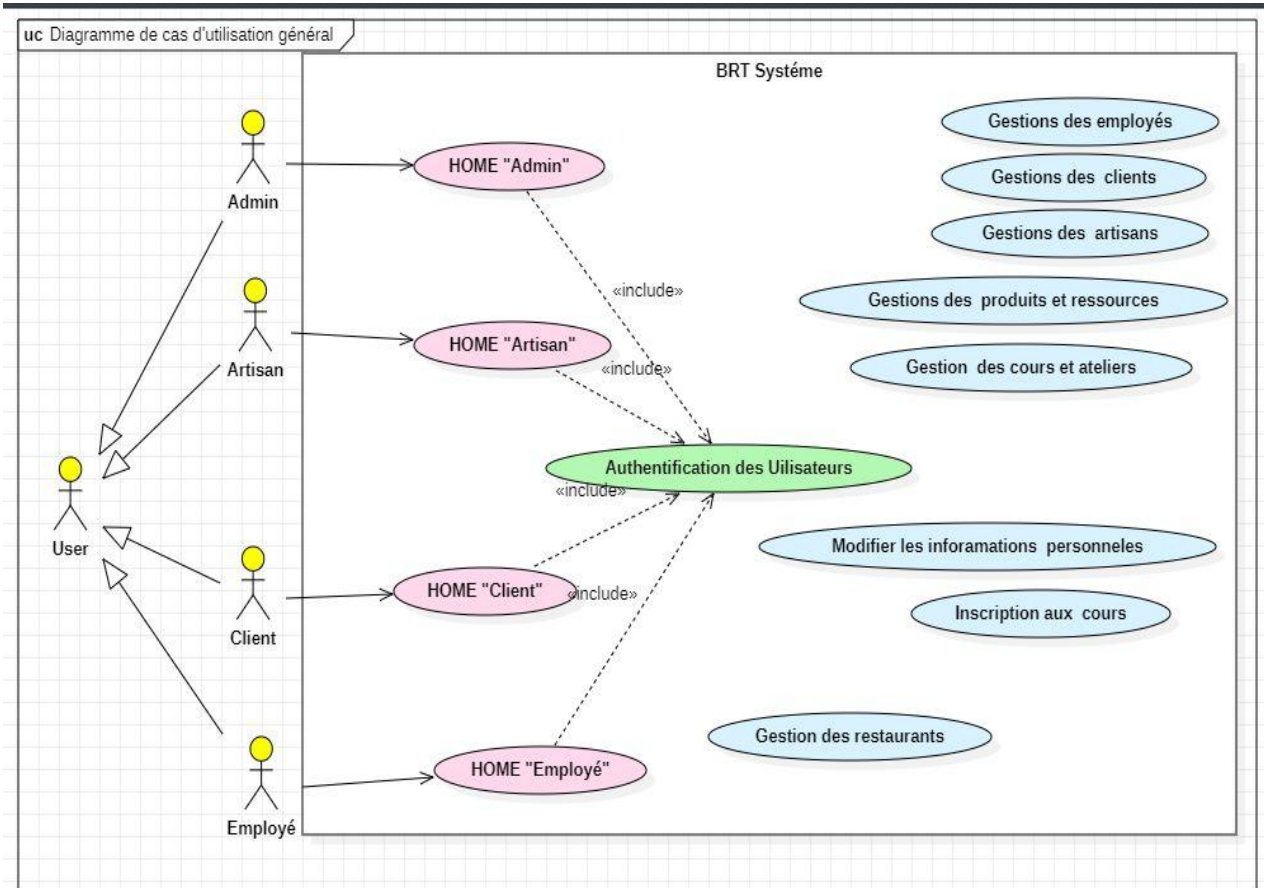 uc Diagramme de cas d'utilisation général
BRT Systéme
Gestions des employés
HOME "Admin"
Gestions des clients
Admin
Gestions des artisans
«include»
Gestions des produits et ressources
HOME "Artisan"
«include»
Gestion des cours et ateliers
Artisan
Authentification des Uilisateurs
«include»
User
Modifier les inforamations personneles
HOME "Client"
«include»
Inscription aux cours
Client
Gestion des restaurants
HOME "Employé"
Employé